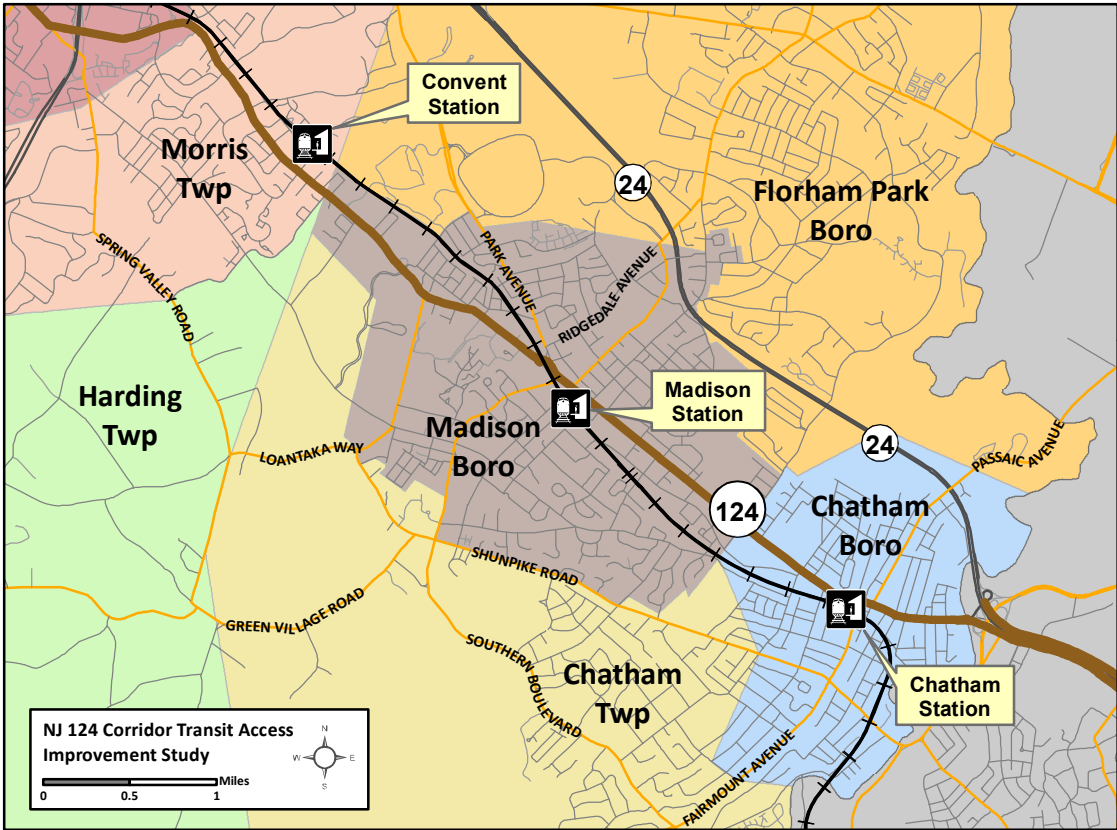 Convent
Station
Morris
Twp
24
Florham Park
Boro
SPRING VALLEY ROAD
PARK AVENUE
RIDGEDALE AVENUE
Harding
Twp
Madison
Station
Madison
Boro
LOANTAKA WAY
24
PASSAIC AVENUE
124
Chatham
Boro
SHUNPIKE ROAD
GREEN VILLAGE ROAD
SOUTHERN BOULEVARD
Chatham
Twp
Chatham
Station
FAIRMOUNT AVENUE
NJ 124 Corridor Transit Access
Improvement Study
N
W E
S
Miles
0 0.5 1